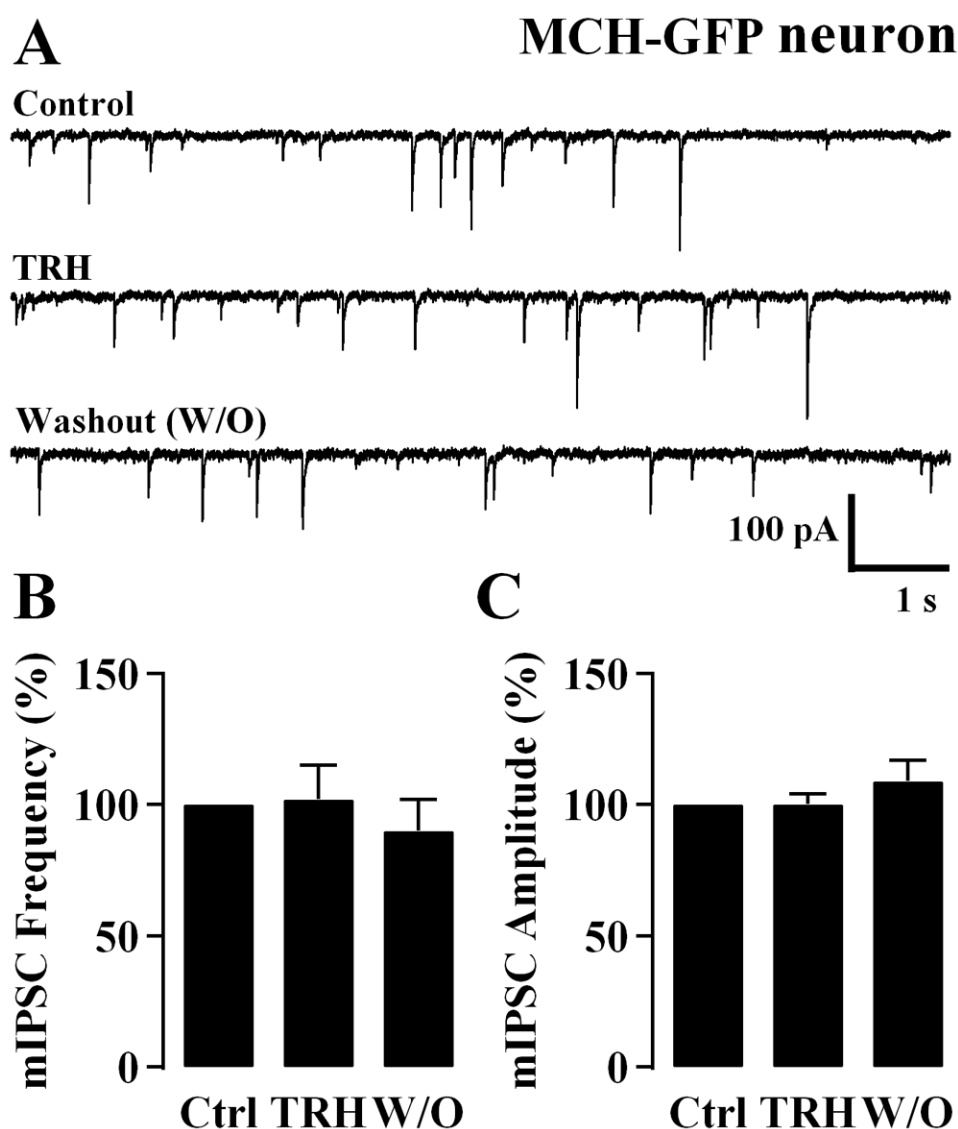 A
MCH-GFP neuron
Control
TRH
Washout (W/O)
100 pA
1 s
B
mIPSC Frequency (%)
150
100
50
0
Ctrl TRH W/O
C
mIPSC Amplitude (%)
150
100
50
0
Ctrl TRH W/O